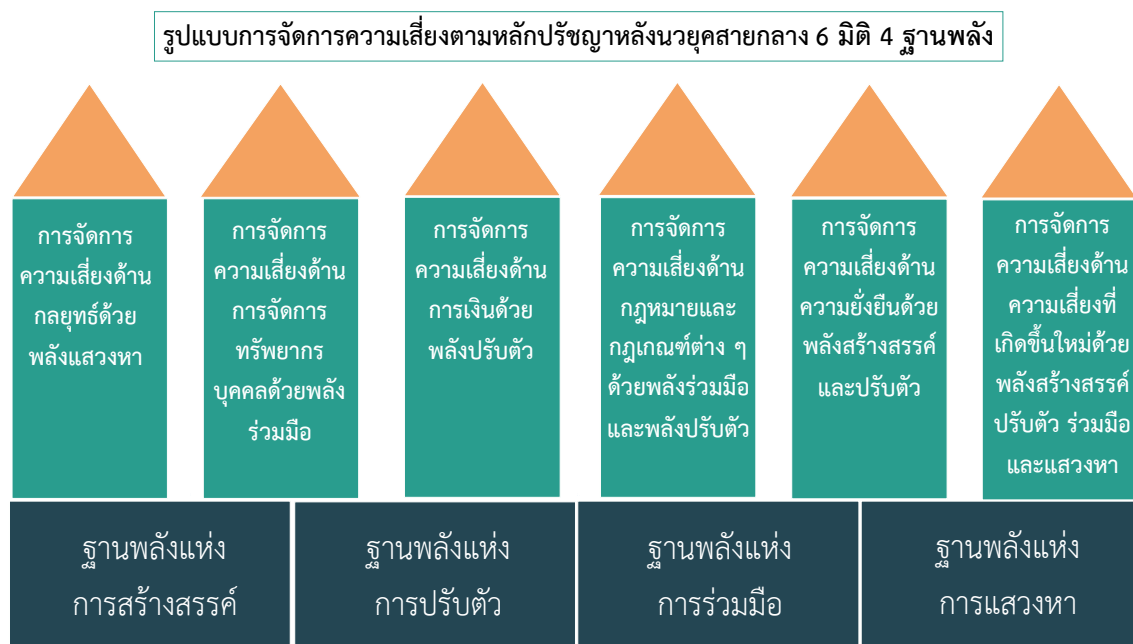 รูปแบบการจัดการความเสี่ยงตามหลักปรัชญาหลังนวยุคสายกลาง 6 มิติ 4 ฐานพลัง
การจัดการ
ความเสี่ยงด้าน
กลยุทธ์ด้วย
พลังแสวงหา
การจัดการ
ความเสี่ยงด้าน
การจัดการ
ทรัพยากร
บุคคลด้วยพลัง
ร่วมมือ
การจัดการ
ความเสี่ยงด้าน
การเงินด้วย
พลังปรับตัว
การจัดการ
ความเสี่ยงด้าน
กฎหมายและ
กฎเกณฑ์ต่าง ๆ
ด้วยพลังร่วมมือ
และพลังปรับตัว
การจัดการ
ความเสี่ยงด้าน
ความยั่งยืนด้วย
พลังสร้างสรรค์
และปรับตัว
การจัดการ
ความเสี่ยงด้าน
ความเสี่ยงที่
เกิดขึ้นใหม่ด้วย
พลังสร้างสรรค์
ปรับตัว ร่วมมือ
และแสวงหา
ฐานพลังแห่ง
การสร้างสรรค์
ฐานพลังแห่ง
การปรับตัว
ฐานพลังแห่ง
การร่วมมือ
ฐานพลังแห่ง
การแสวงหา